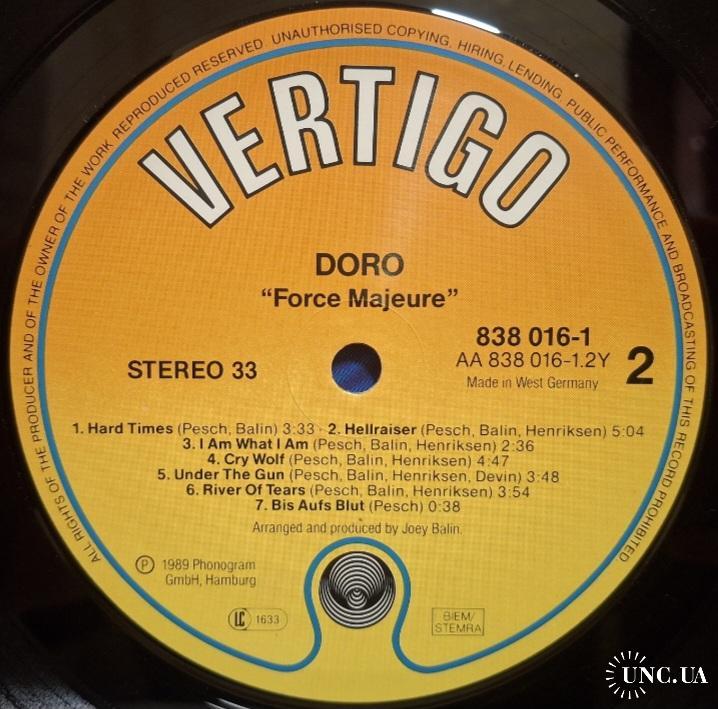 ALL RIGHTS OF THE PRODUCER AND OF THE OWNER OF THE WORK REPRODUCED RESERVED. UNAUTHORISED COPYING, HIRING, LENDING, PUBLIC PERFORMANCE AND BROADCASTING OF THIS RECORD PROHIBITED
VERTIGO
DORO
“Force Majeure”
STEREO 33
838 016-1
AA 838 016-1.2Y
2
Made in West Germany
1. Hard Times (Pesch, Balin) 3:33 · 2. Hellraiser (Pesch, Balin, Henriksen) 5:04
3. I Am What I Am (Pesch, Balin, Henriksen) 2:36
4. Cry Wolf (Pesch, Balin, Henriksen) 4:47
5. Under The Gun (Pesch, Balin, Henriksen, Devin) 3:48
6. River Of Tears (Pesch, Balin, Henriksen) 3:54
7. Bis Aufs Blut (Pesch) 0:38
Arranged and produced by Joey Balin.
Ⓟ 1989 Phonogram
GmbH, Hamburg
LC 1633
BIEM/
STEMRA
UNC.UA